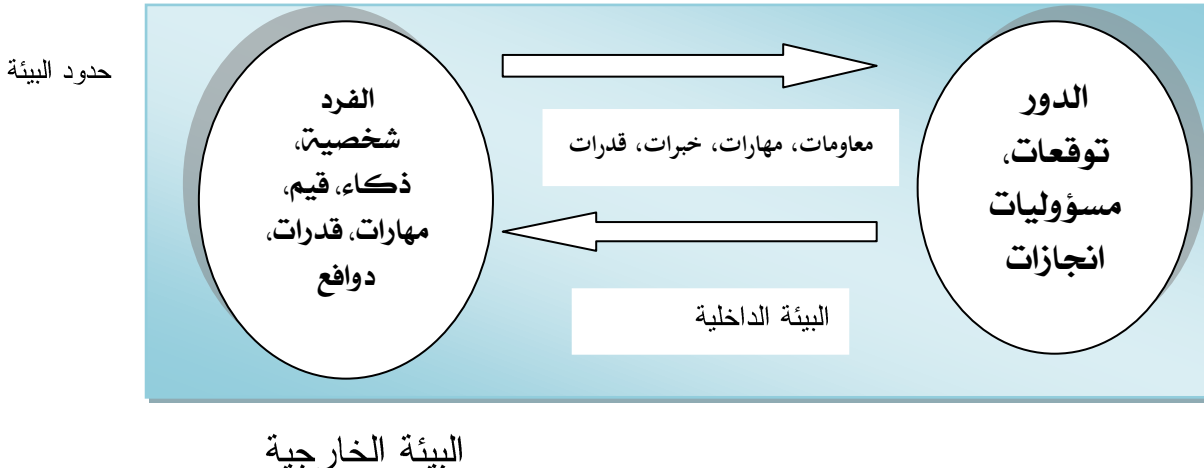 حدود البيئة
الدور
توقعات،
مسؤوليات
انجازات
معاومات، مهارات، خبرات، قدرات
البيئة الداخلية
الفرد
شخصية،
ذكاء، قيم،
مهارات، قدرات،
دوافع
البيئة الخارجية